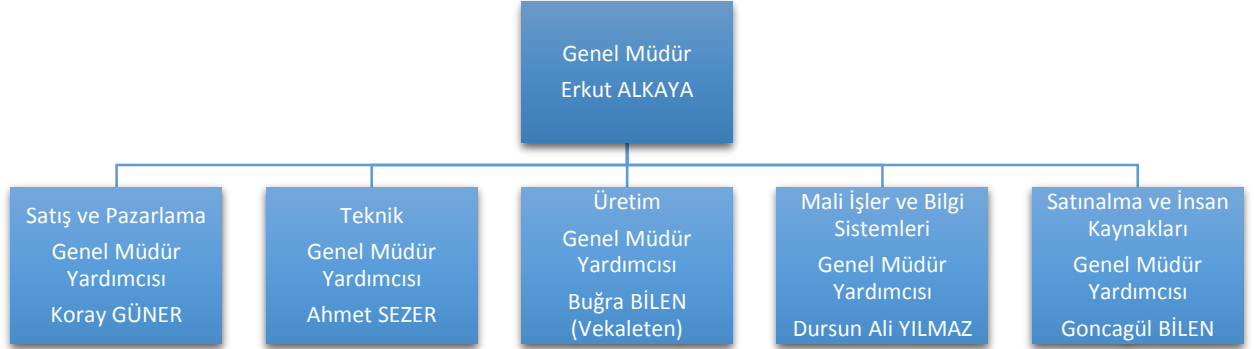 Genel Müdür
Erkut ALKAYA
Satış ve Pazarlama
Genel Müdür
Yardımcısı
Koray GÜNER
Teknik
Genel Müdür
Yardımcısı
Ahmet SEZER
Üretim
Genel Müdür
Yardımcısı
Buğra BİLEN
(Vekaleten)
Mali İşler ve Bilgi
Sistemleri
Genel Müdür
Yardımcısı
Dursun Ali YILMAZ
Satınalma ve İnsan
Kaynakları
Genel Müdür
Yardımcısı
Goncagül BİLEN